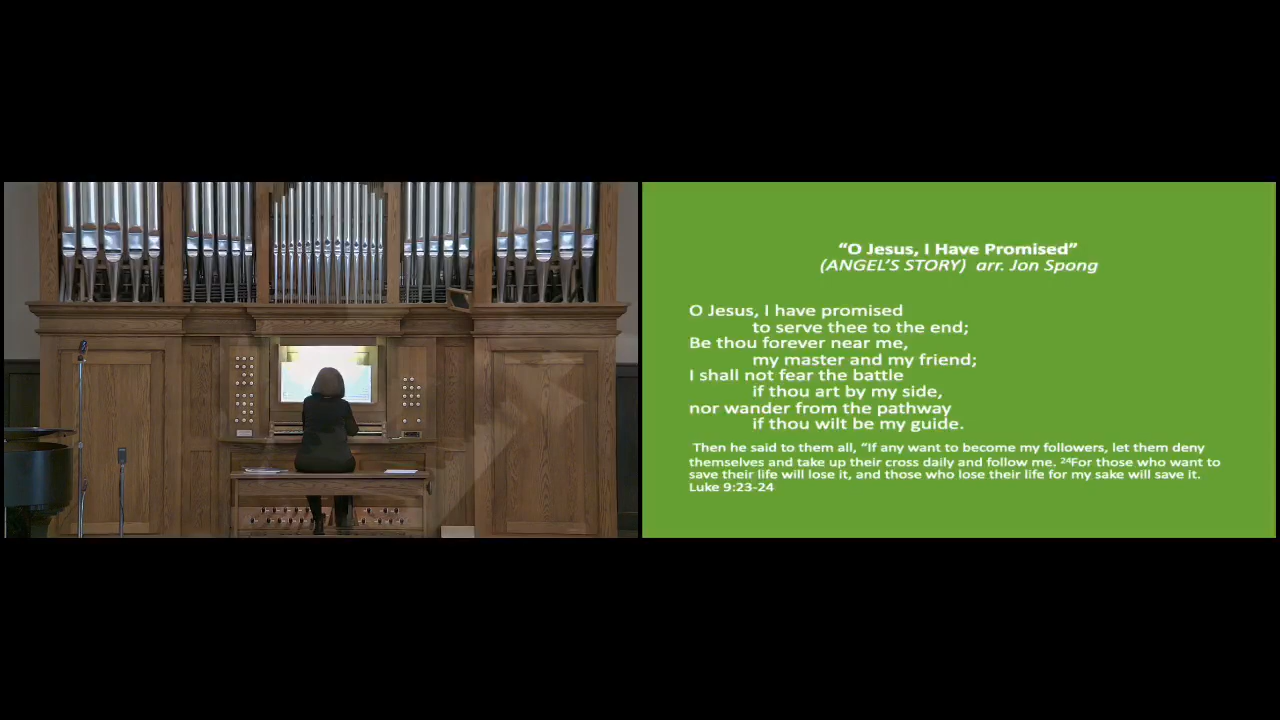 “O Jesus, I Have Promised”
(ANGEL’S STORY) arr. Jon Spong
O Jesus, I have promised
to serve thee to the end;
Be thou forever near me,
my master and my friend;
I shall not fear the battle
if thou art by my side,
nor wander from the pathway
if thou wilt be my guide.
Then he said to them all, “If any want to become my followers, let them deny
themselves and take up their cross daily and follow me. ²⁴For those who want to
save their life will lose it, and those who lose their life for my sake will save it.
Luke 9:23-24